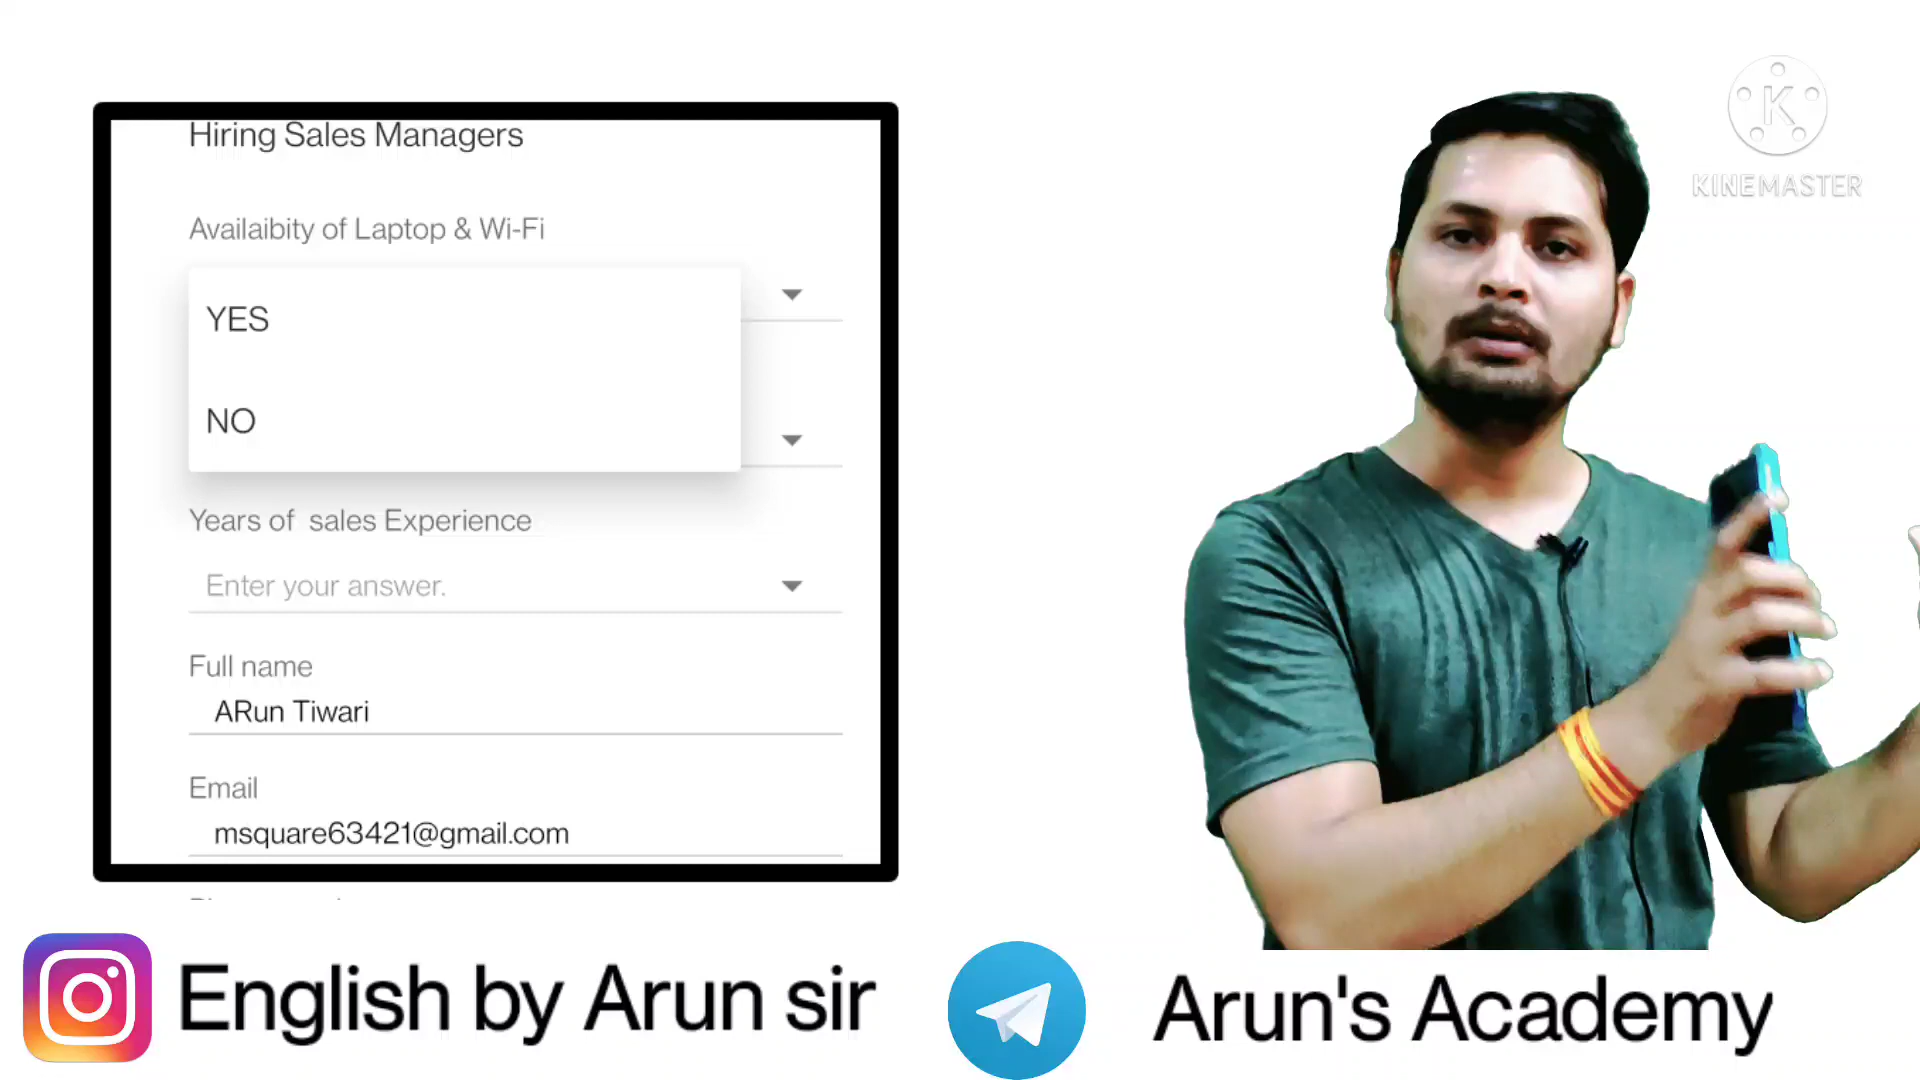 Hiring Sales Managers
Availaibity of Laptop & Wi-Fi
YES
NO
Years of sales Experience
Enter your answer.
Full name
ARun Tiwari
Email
msquare63421@gmail.com
K
KINEMASTER
English by Arun sir
Arun's Academy